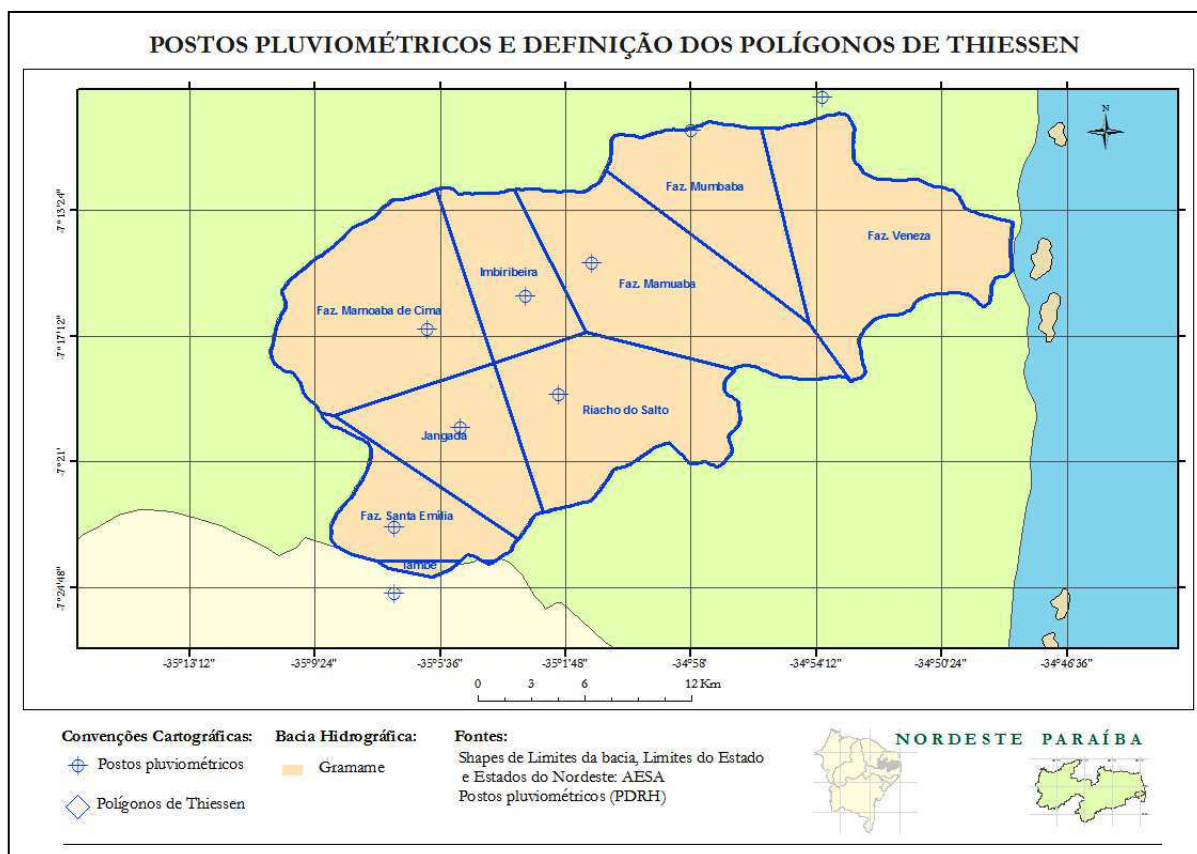 POSTOS PLUVIOMÉTRICOS E DEFINIÇÃO DOS POLÍGONOS DE THIESSEN
N
Faz. Mumbaba
-7°13'24"
Faz. Veneza
Imbiribeira
Faz. Mamuaba
Faz. Mamoaba de Cima
-7°17'12"
Riacho do Salto
Jangada
-7°21'
Faz. Santa Emília
També
-7°24'48"
-35°13'12"
-35°9'24"
-35°5'36"
-35°1'48"
-34°58'
-34°54'12"
-34°50'24"
-34°46'36"
0 3 6 12 Km
Convenções Cartográficas:
Postos pluviométricos
Polígonos de Thiessen
Bacia Hidrográfica:
Gramame
Fontes:
Shapes de Limites da bacia, Limites do Estado
e Estados do Nordeste: AESA
Postos pluviométricos (PDRH)
NORDESTE PARAÍBA